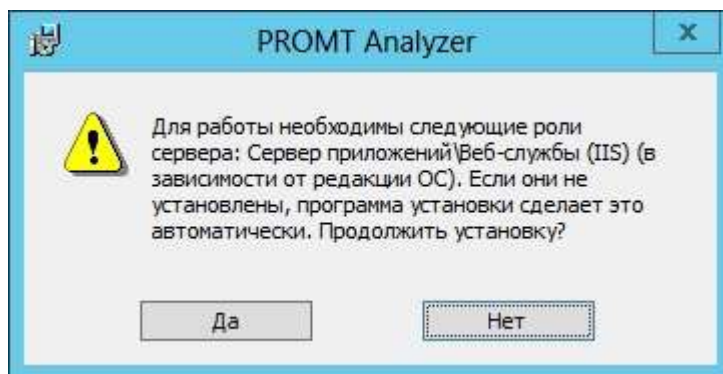 PROMT Analyzer
Для работы необходимы следующие роли
сервера: Сервер приложений\Веб-службы (IIS) (в
зависимости от редакции ОС). Если они не
установлены, программа установки сделает это
автоматически. Продолжить установку?
Да
Нет